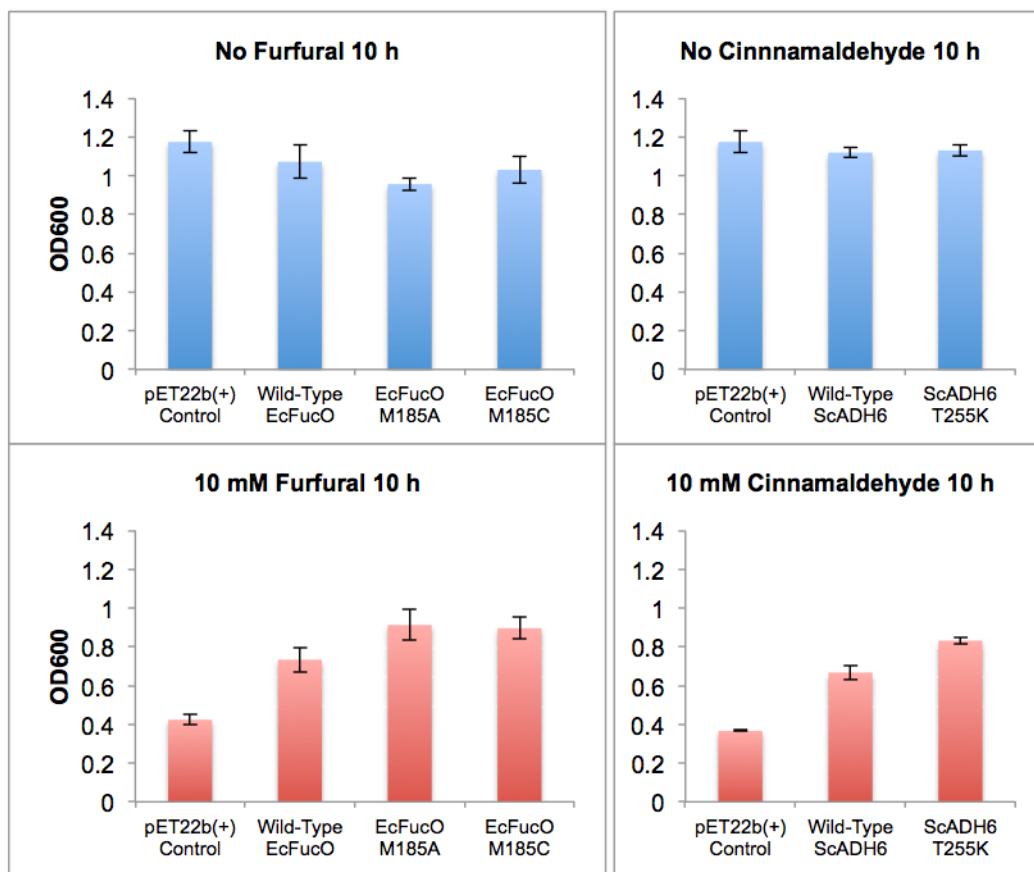 No Furfural 10 h
OD600
1.4
1.2
1
0.8
0.6
0.4
0.2
0
pET22b(+) Wild-Type EcFucO EcFucO
Control EcFucO M185A M185C
No Cinnnamaldehyde 10 h
1.4
1.2
1
0.8
0.6
0.4
0.2
0
pET22b(+) Wild-Type ScADH6
Control ScADH6 T255K
10 mM Furfural 10 h
OD600
1.4
1.2
1
0.8
0.6
0.4
0.2
0
pET22b(+) Wild-Type EcFucO EcFucO
Control EcFucO M185A M185C
10 mM Cinnamaldehyde 10 h
1.4
1.2
1
0.8
0.6
0.4
0.2
0
pET22b(+) Wild-Type ScADH6
Control ScADH6 T255K